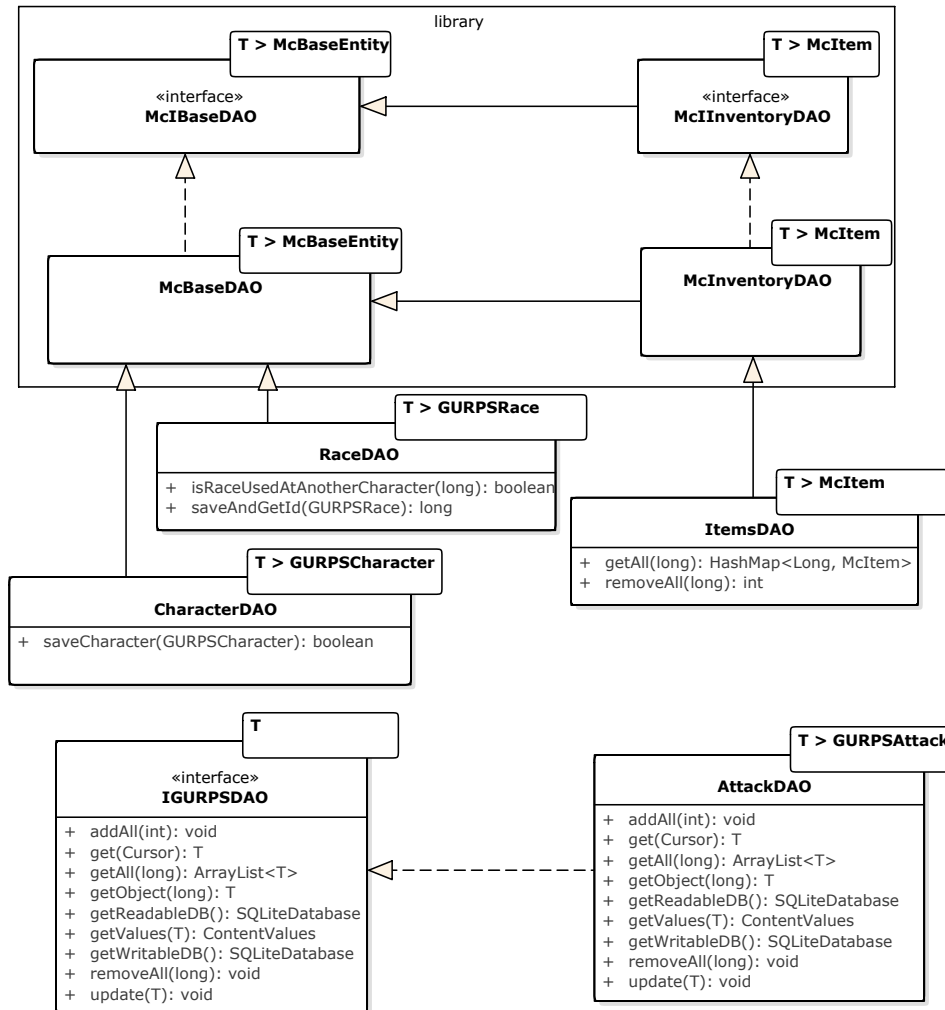 library
T > McBaseEntity
«interface»
McIBaseDAO
T > McItem
«interface»
McIInventoryDAO
T > McBaseEntity
McBaseDAO
T > McItem
McInventoryDAO
T > GURPSRace
RaceDAO
+ isRaceUsedAtAnotherCharacter(long): boolean
+ saveAndGetId(GURPSRace): long
T > McItem
ItemsDAO
+ getAll(long): HashMap<Long, McItem>
+ removeAll(long): int
T > GURPSCharacter
CharacterDAO
+ saveCharacter(GURPSCharacter): boolean
T
«interface»
IGURPSDAO
+ addAll(int): void
+ get(Cursor): T
+ getAll(long): ArrayList<T>
+ getObject(long): T
+ getReadableDB(): SQLiteDatabase
+ getValues(T): ContentValues
+ getWritableDB(): SQLiteDatabase
+ removeAll(long): void
+ update(T): void
T > GURPSAttack
AttackDAO
+ addAll(int): void
+ get(Cursor): T
+ getAll(long): ArrayList<T>
+ getObject(long): T
+ getReadableDB(): SQLiteDatabase
+ getValues(T): ContentValues
+ getWritableDB(): SQLiteDatabase
+ removeAll(long): void
+ update(T): void